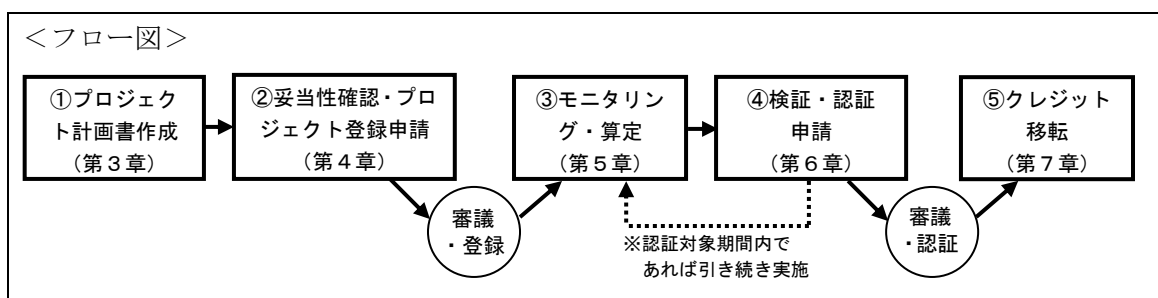 ＜フロー図＞
①プロジェク
ト計画書作成
（第３章）
②妥当性確認・プロ
ジェクト登録申請
（第４章）
③モニタリン
グ・算定
（第５章）
④検証・認証
申請
（第６章）
⑤クレジット
移転
（第７章）
審議
・登録
※認証対象期間内で
あれば引き続き実施
審議
・認証